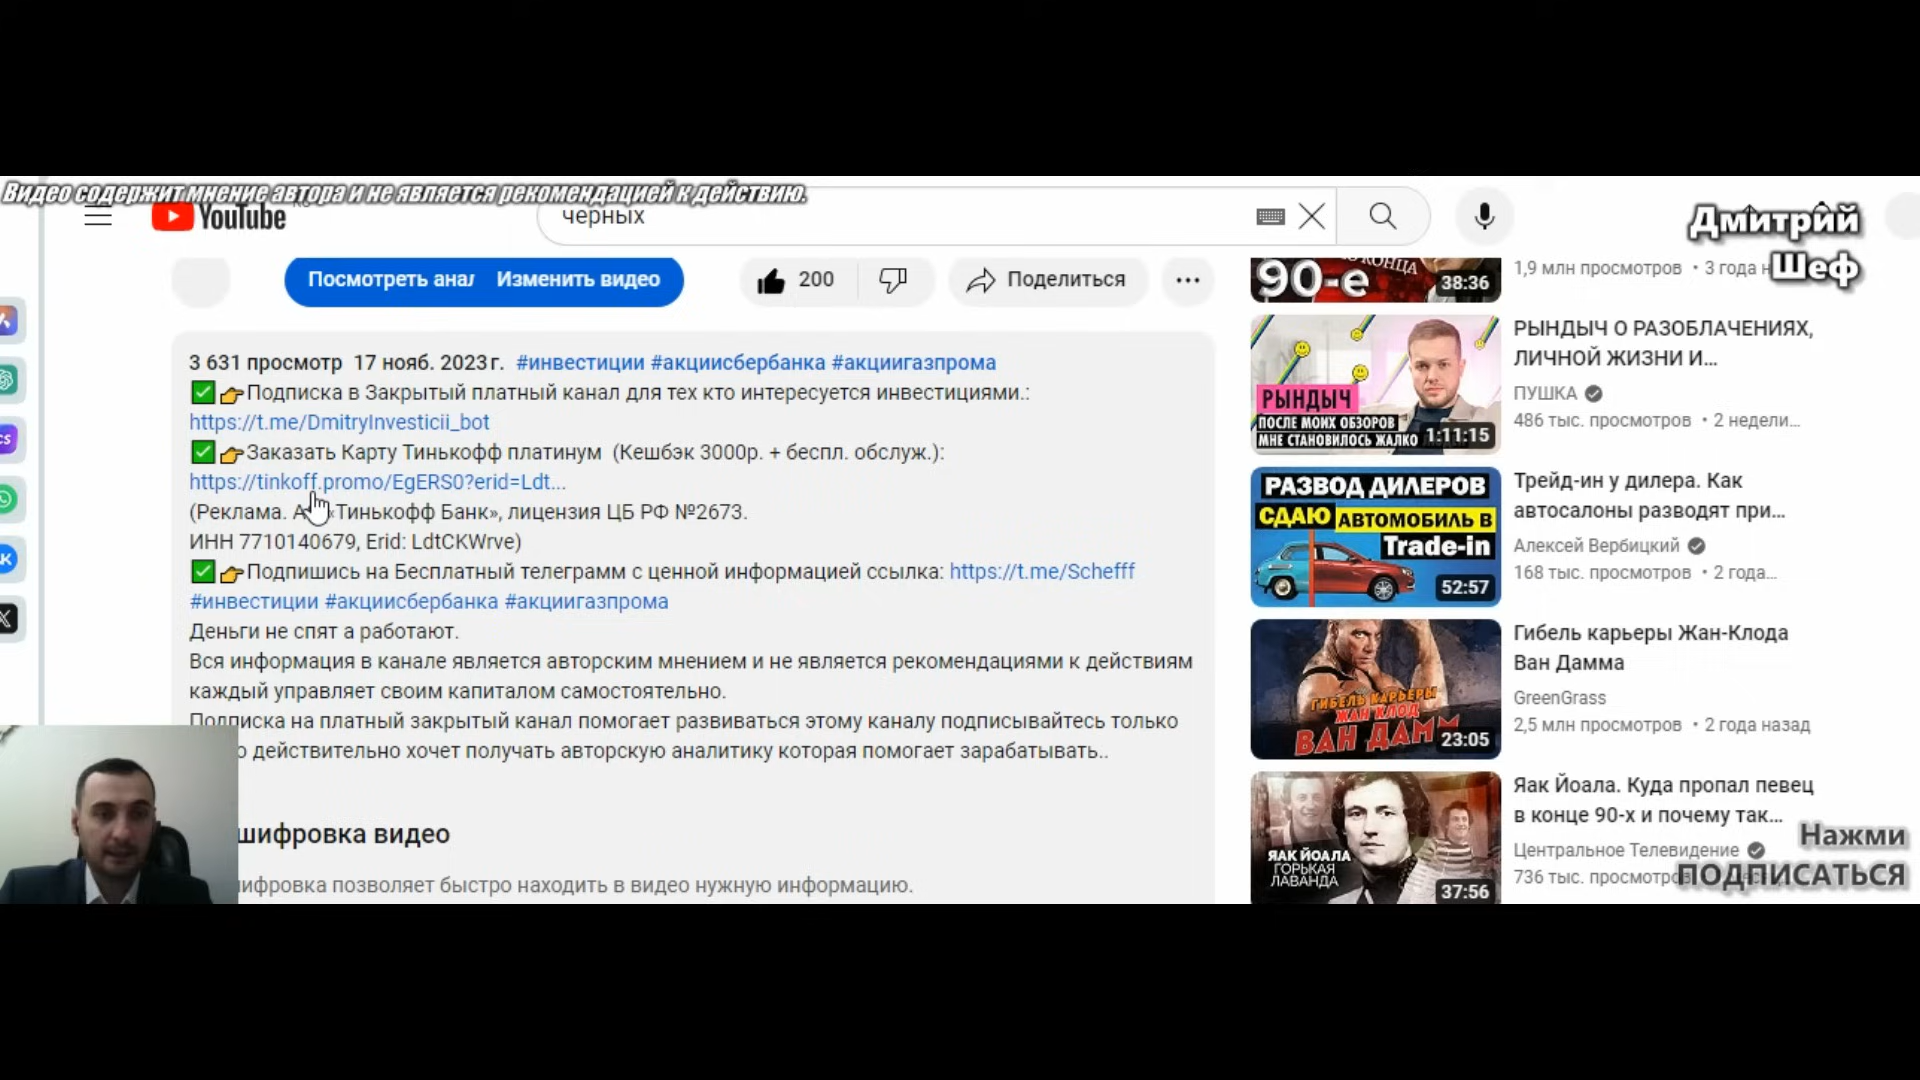 Видео содержит мнение автора и не является рекомендацией к действию.
YouTube
черных
Дмитрий
Шеф
Посмотреть анал
Изменить видео
200
Поделиться
3 631 просмотр 17 нояб. 2023 г. #инвестиции #акциисбербанка #акциигазпрома
✅👉Подписка в Закрытый платный канал для тех кто интересуется инвестициями.:
https://t.me/DmitryInvesticii_bot
✅👉Заказать Карту Тинькофф платинум (Кешбэк 3000р. + беспл. обслуж.):
https://tinkoff.promo/EgERS0?erid=Ldt...
(Реклама. «Тинькофф Банк», лицензия ЦБ РФ №2673.
ИНН 7710140679, Erid: LdtCKWrve)
✅👉Подпишись на Бесплатный телеграмм с ценной информацией ссылка: https://t.me/Schefff
#инвестиции #акциисбербанка #акциигазпрома
Деньги не спят а работают.
Вся информация в канале является авторским мнением и не является рекомендациями к действиям
каждый управляет своим капиталом самостоятельно.
Подписка на платный закрытый канал помогает развиваться этому каналу подписывайтесь только
действительно хочет получать авторскую аналитику которая помогает зарабатывать..
шифровка видео
шифровка позволяет быстро находить в видео нужную информацию.
90-е
КОНЦА
38:36
1,9 млн просмотров • 3 года
РЫНДЫЧ
ПОСЛЕ МОИХ ОБЗОРОВ
МНЕ СТАНОВИЛОСЬ ЖАЛКО
1:11:15
РЫНДЫЧ О РАЗОБЛАЧЕНИЯХ,
ЛИЧНОЙ ЖИЗНИ И...
ПУШКА
486 тыс. просмотров • 2 недели...
РАЗВОД ДИЛЕРОВ
СДАЮ АВТОМОБИЛЬ В
Trade-in
52:57
Трейд-ин у дилера. Как
автосалоны разводят при...
Алексей Вербицкий
168 тыс. просмотров • 2 года...
ГИБЕЛЬ КАРЬЕРЫ
ЖАН КЛОД
ВАН ДАММ
23:05
Гибель карьеры Жан-Клода
Ван Дамма
GreenGrass
2,5 млн просмотров • 2 года назад
ЯАК ЙОАЛА
ГОРЬКАЯ
ЛАВАНДА
37:56
Яак Йоала. Куда пропал певец
в конце 90-х и почему так...
Центральное Телевидение
736 тыс. просмотро
Нажми
ПОДПИСАТЬСЯ